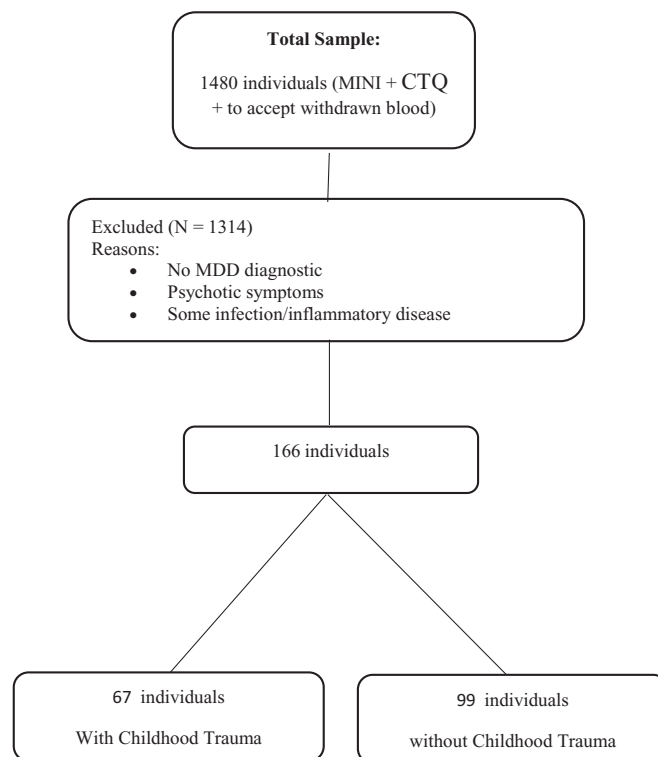 Total Sample:
1480 individuals (MINI + CTQ
+ to accept withdrawn blood)
Excluded (N = 1314)
Reasons:
• No MDD diagnostic
• Psychotic symptoms
• Some infection/inflammatory disease
166 individuals
67 individuals
With Childhood Trauma
99 individuals
without Childhood Trauma